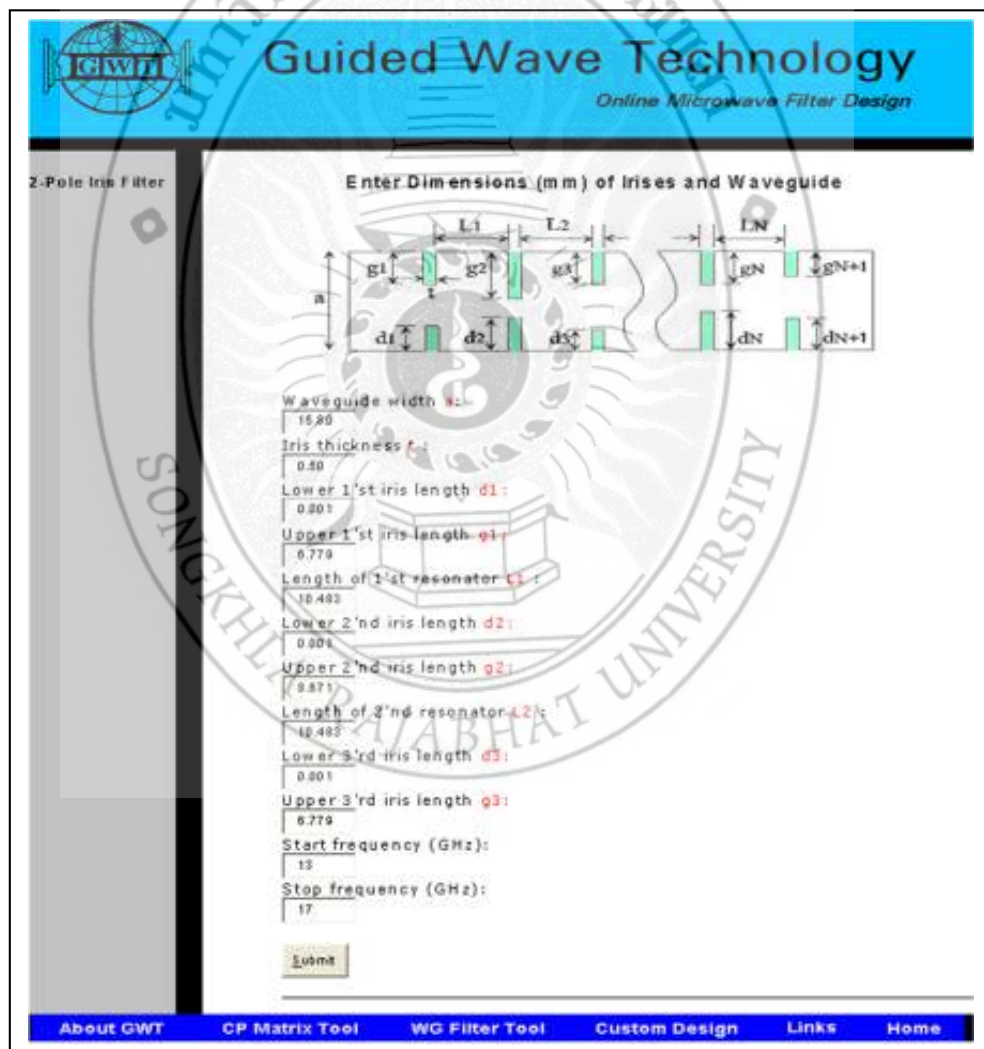 GWT
Guided Wave Technology
Online Microwave Filter Design
2-Pole Iris Filter
Enter Dimensions (mm) of Irises and Waveguide
L1 L2 LN
g1 g2 g3 gN gN+1
a t
d1 d2 d3 dN dN+1
Waveguide width a:
15.80
Iris thickness t :
0.50
Lower 1'st iris length d1:
0.001
Upper 1'st iris length g1:
6.779
Length of 1'st resonator L1 :
10.483
Lower 2'nd iris length d2:
0.001
Upper 2'nd iris length g2:
Length of 2'nd resonator L2 :
10.483
Lower 3'rd iris length d3:
0.001
Upper 3'rd iris length g3:
6.779
Start frequency (GHz):
13
Stop frequency (GHz):
17
Submit
About GWT CP Matrix Tool WG Filter Tool Custom Design Links Home
SONGKHLA RAJABHAT UNIVERSITY